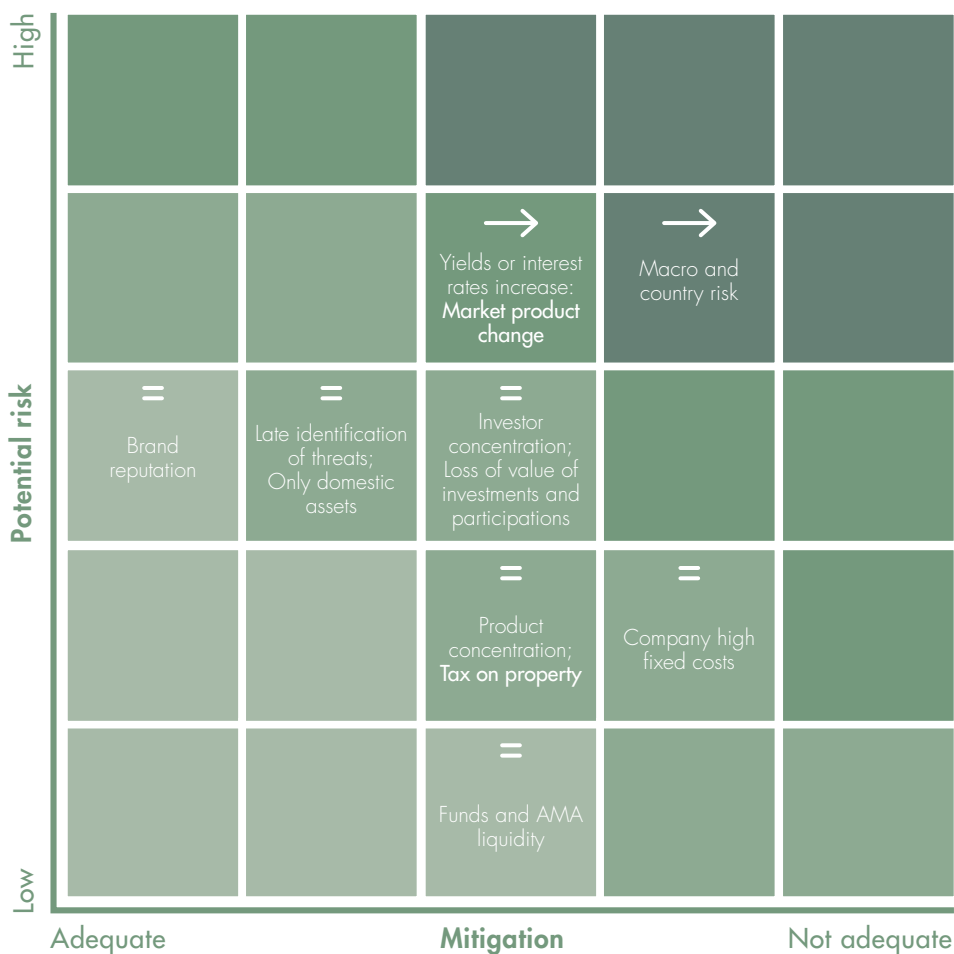 High
Yields or interest
rates increase:
Market product
change
Macro and
country risk
Potential risk
=
Brand
reputation
=
Late identification
of threats;
Only domestic
assets
=
Investor
concentration;
Loss of value of
investments and
participations
=
Product
concentration;
Tax on property
=
Company high
fixed costs
=
Funds and AMA
liquidity
Low
Adequate
Mitigation
Not adequate